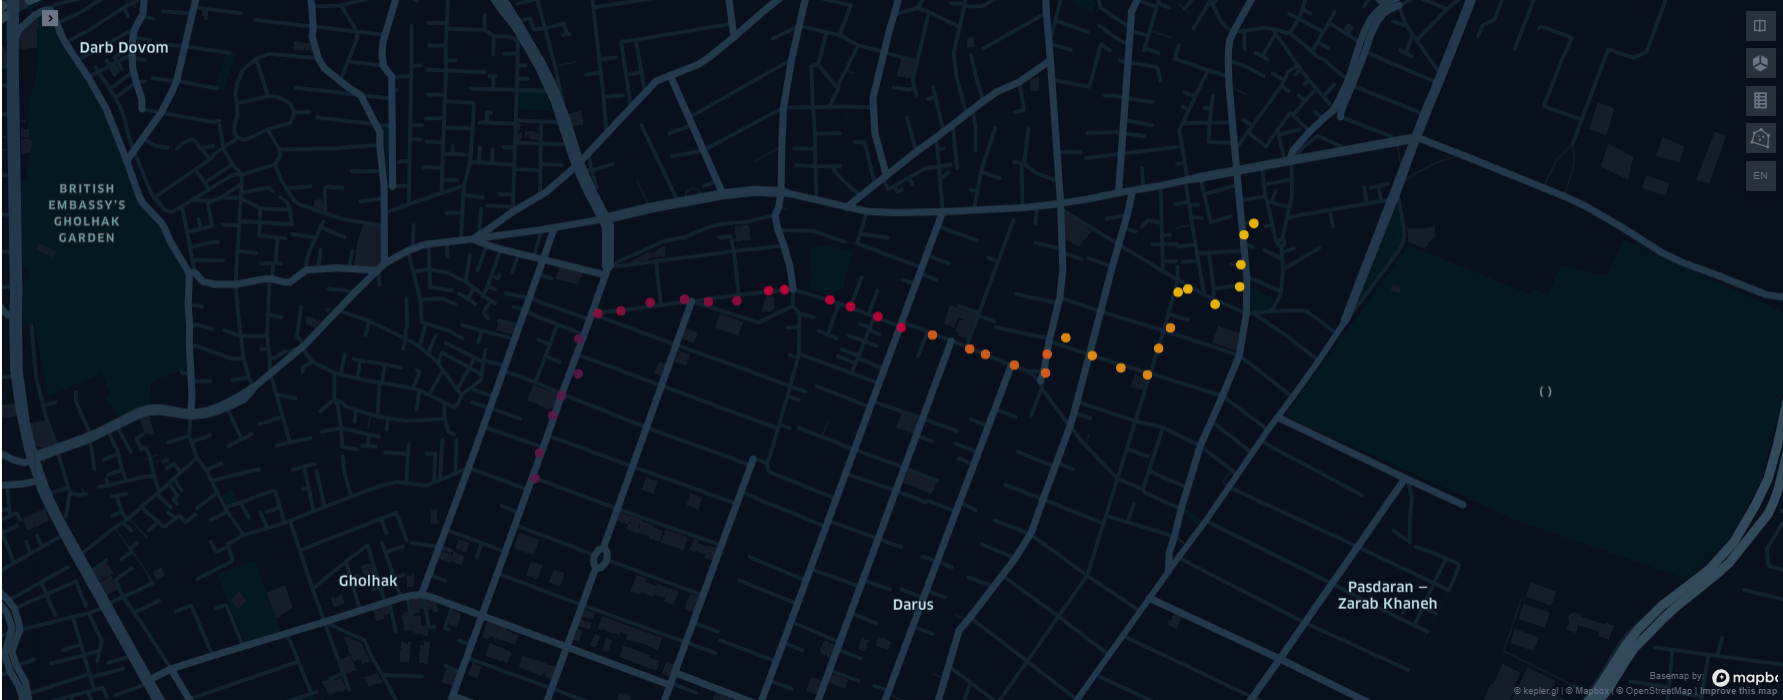 Darb Dovom
BRITISH
EMBASSY'S
GHOLHAK
GARDEN
EN
( )
Gholhak
Darus
Pasdaran –
Zarab Khaneh
Basemap by:
mapbo
© kepler.gl | © Mapbox | © OpenStreetMap | Improve this map